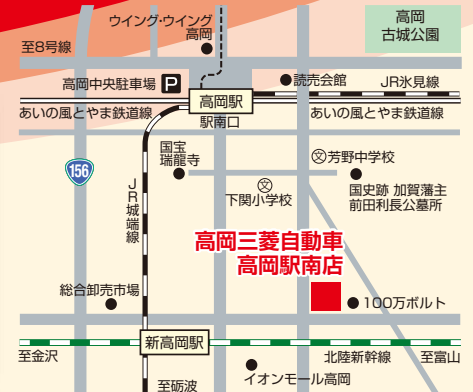 ウイング・ウイング
高岡
高岡
古城公園
至8号線
高岡中央駐車場 P
読売会館
JR氷見線
高岡駅
あいの風とやま鉄道線
あいの風とやま鉄道線
駅南口
国宝
瑞龍寺
文 芳野中学校
156
文
下関小学校
国史跡 加賀藩主
前田利長公墓所
JR城端線
高岡三菱自動車
高岡駅南店
総合卸売市場
100万ボルト
新高岡駅
至金沢
北陸新幹線
至富山
イオンモール高岡
至砺波